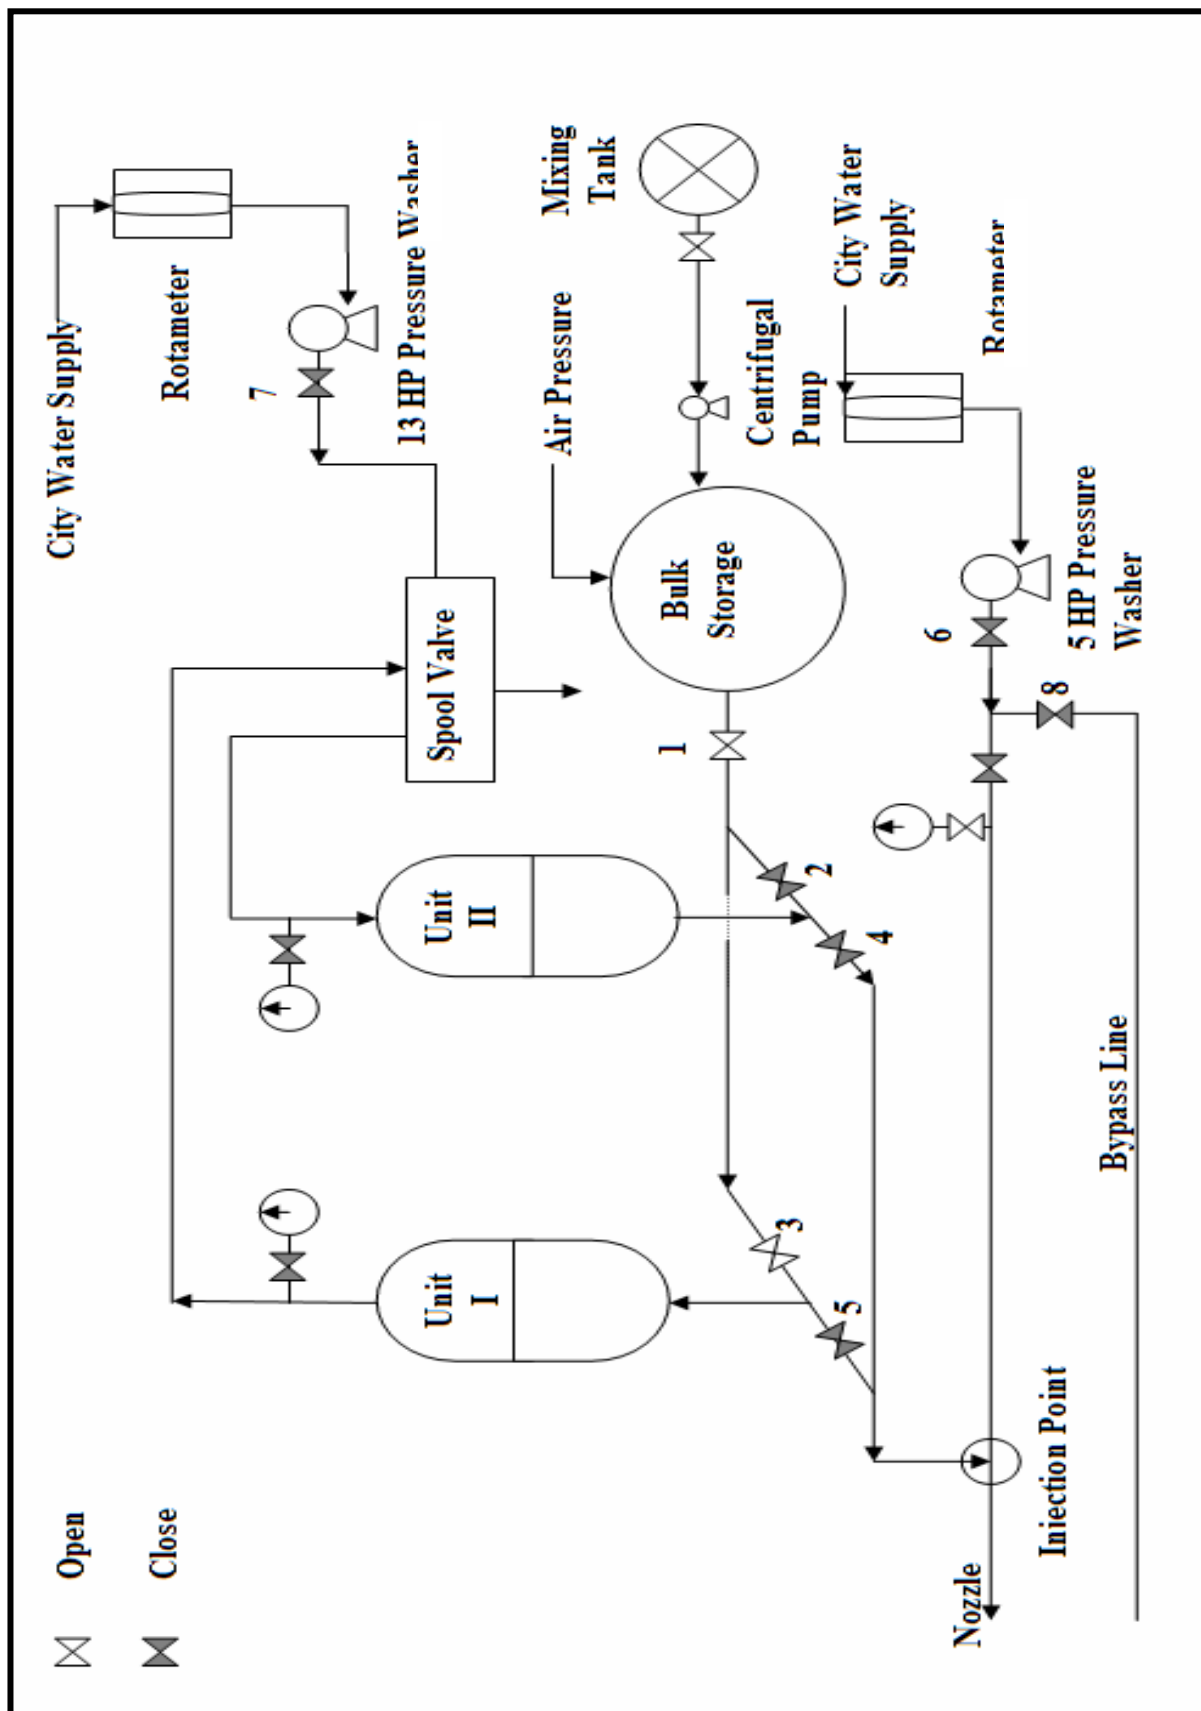 Open
Close
City Water Supply
Rotameter
7
13 HP Pressure Washer
Spool Valve
Air Pressure
Mixing
Tank
Centrifugal
Pump
Bulk
Storage
1
City Water
Supply
Rotameter
5 HP Pressure
Washer
6
8
Unit
II
2
4
Unit
I
3
5
Injection Point
Nozzle
Bypass Line